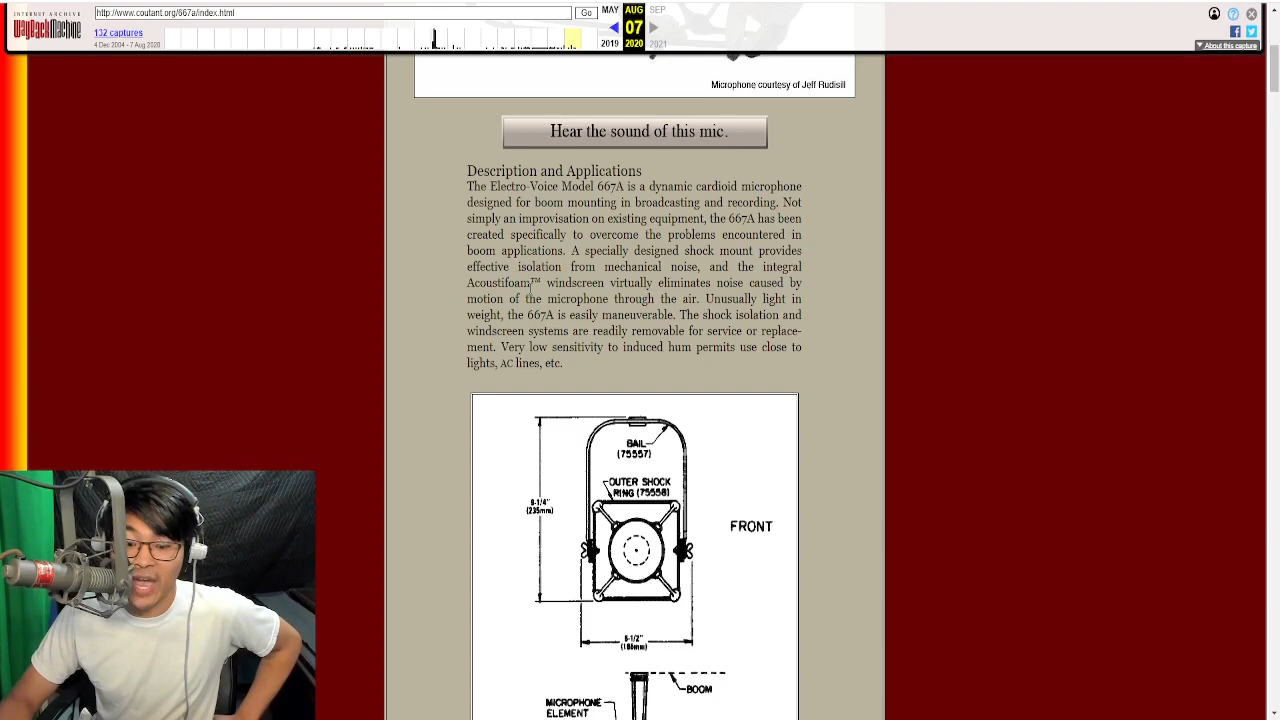 INTERNET ARCHIVE
WayBackMachine
http://www.coutant.org/667a/index.html
Go
MAY
AUG
SEP
132 captures
07
4 Dec 2004 - 7 Aug 2020
2019
2020
2021
About this capture
Microphone courtesy of Jeff Rudisill
Hear the sound of this mic.
Description and Applications
The Electro-Voice Model 667A is a dynamic cardioid microphone
designed for boom mounting in broadcasting and recording. Not
simply an improvisation on existing equipment, the 667A has been
created specifically to overcome the problems encountered in
boom applications. A specially designed shock mount provides
effective isolation from mechanical noise, and the integral
Acoustifoam™ windscreen virtually eliminates noise caused by
motion of the microphone through the air. Unusually light in
weight, the 667A is easily maneuverable. The shock isolation and
windscreen systems are readily removable for service or replace-
ment. Very low sensitivity to induced hum permits use close to
lights, AC lines, etc.
BAIL
(75557)
OUTER SHOCK
RING (75558)
9-1/4"
(235mm)
FRONT
BOOM
MICROPHONE
ELEMENT